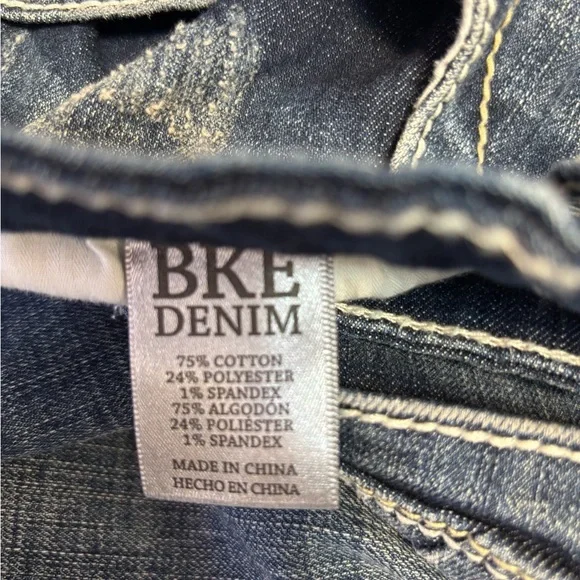 BKE
DENIM
75% COTTON
24% POLYESTER
1% SPANDEX
75% ALGODÓN
24% POLIÉSTER
1% SPANDEX
MADE IN CHINA
HECHO EN CHINA